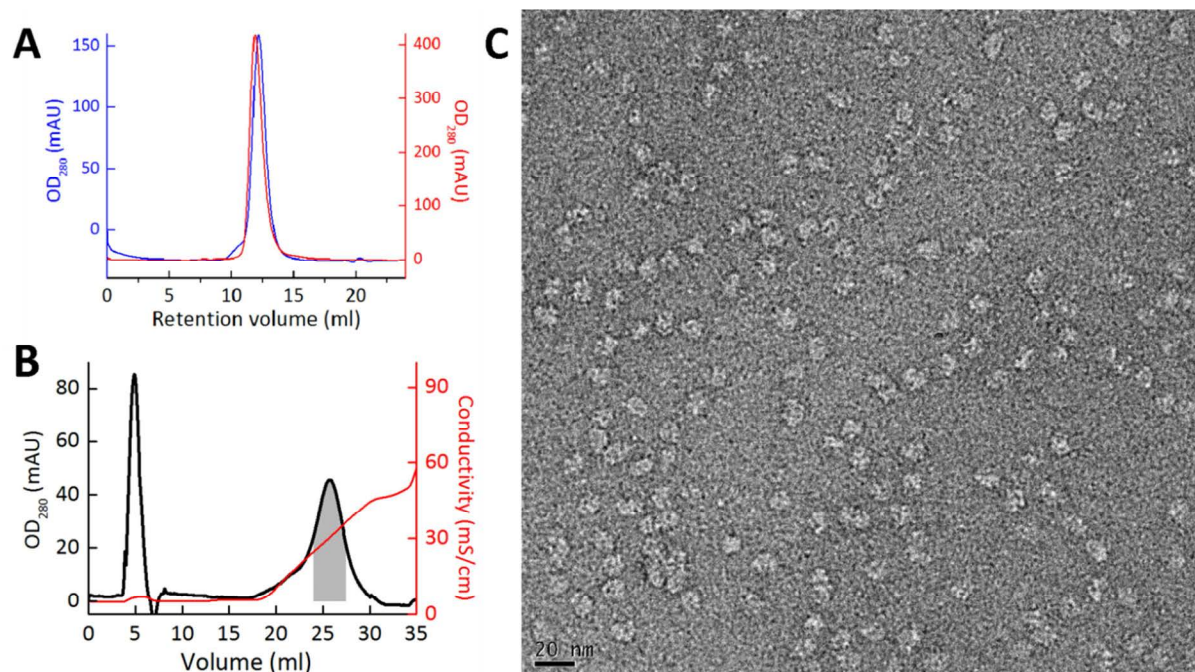 A
OD280 (mAU)
150
100
50
0
400
300
200
100
0
OD280 (mAU)
0 5 10 15 20
Retention volume (ml)
B
OD280 (mAU)
80
60
40
20
0
90
60
30
0
Conductivity (mS/cm)
0 5 10 15 20 25 30 35
Volume (ml)
C
20 nm